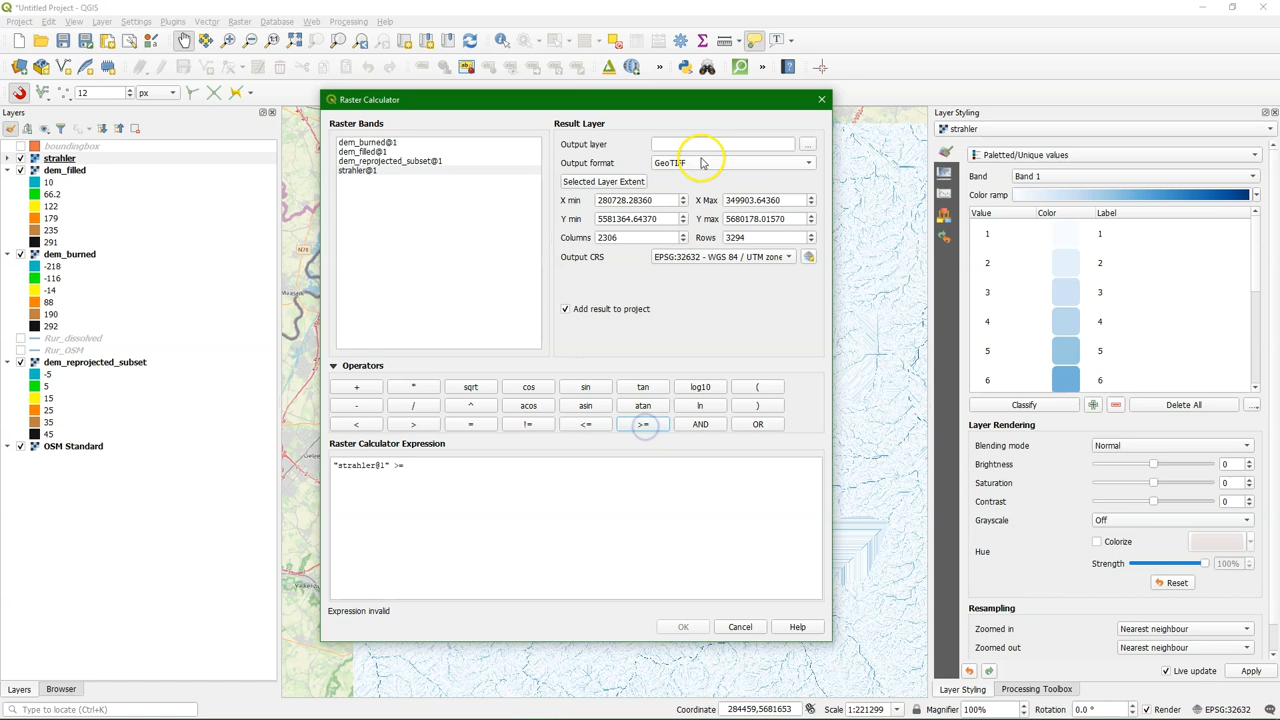 *Untitled Project - QGIS
Project Edit View Layer Settings Plugins Vector Raster Database Web Processing Help
12 px
Layers
boundingbox
strahler
dem_filled
10
66.2
122
179
235
291
dem_burned
-218
-116
-14
88
190
292
Rur_dissolved
Rur_OSM
dem_reprojected_subset
-5
5
15
25
35
45
OSM Standard
Layers Browser
Raster Calculator
Raster Bands
dem_burned@1
dem_filled@1
dem_reprojected_subset@1
strahler@1
Result Layer
Output layer ...
Output format GeoTIFF
Selected Layer Extent
X min 280728.28360 X Max 349903.64360
Y min 5581364.64370 Y max 5680178.01570
Columns 2306 Rows 3294
Output CRS EPSG:32632 - WGS 84 / UTM zone
Add result to project
Operators
+ * sqrt cos sin tan log10 (
- / ^ acos asin atan ln )
< > = != <= >= AND OR
Raster Calculator Expression
"strahler@1" >=
Expression invalid
OK Cancel Help
N78
Layer Styling
strahler
Paletted/Unique values
Band Band 1
Color ramp
Value Color Label
1 1
2 2
3 3
4 4
5 5
6 6
Classify Delete All ...
Layer Rendering
Blending mode Normal
Brightness 0
Saturation 0
Contrast 0
Grayscale Off
Hue Colorize
Strength 100%
Reset
Resampling
Zoomed in Nearest neighbour
Zoomed out Nearest neighbour
Live update Apply
Layer Styling Processing Toolbox
Type to locate (Ctrl+K) Coordinate 284459,5681653 Scale 1:221299 Magnifier 100% Rotation 0.0 ° Render EPSG:32632